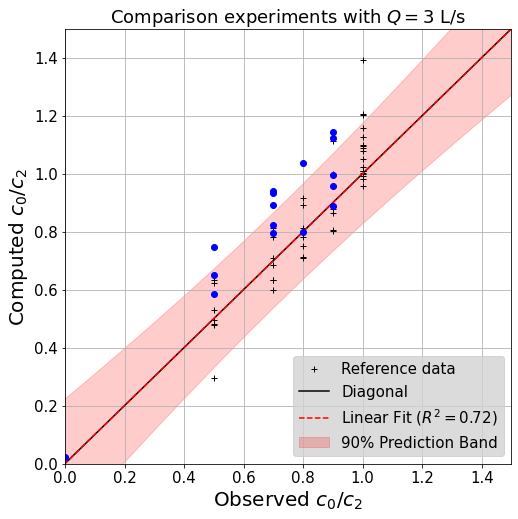 Comparison experiments with Q = 3 L/s
Computed c₀/c₂
1.4
1.2
1.0
0.8
0.6
0.4
0.2
0.0
Reference data
Diagonal
Linear Fit (R² = 0.72)
90% Prediction Band
0.0 0.2 0.4 0.6 0.8 1.0 1.2 1.4
Observed c₀/c₂